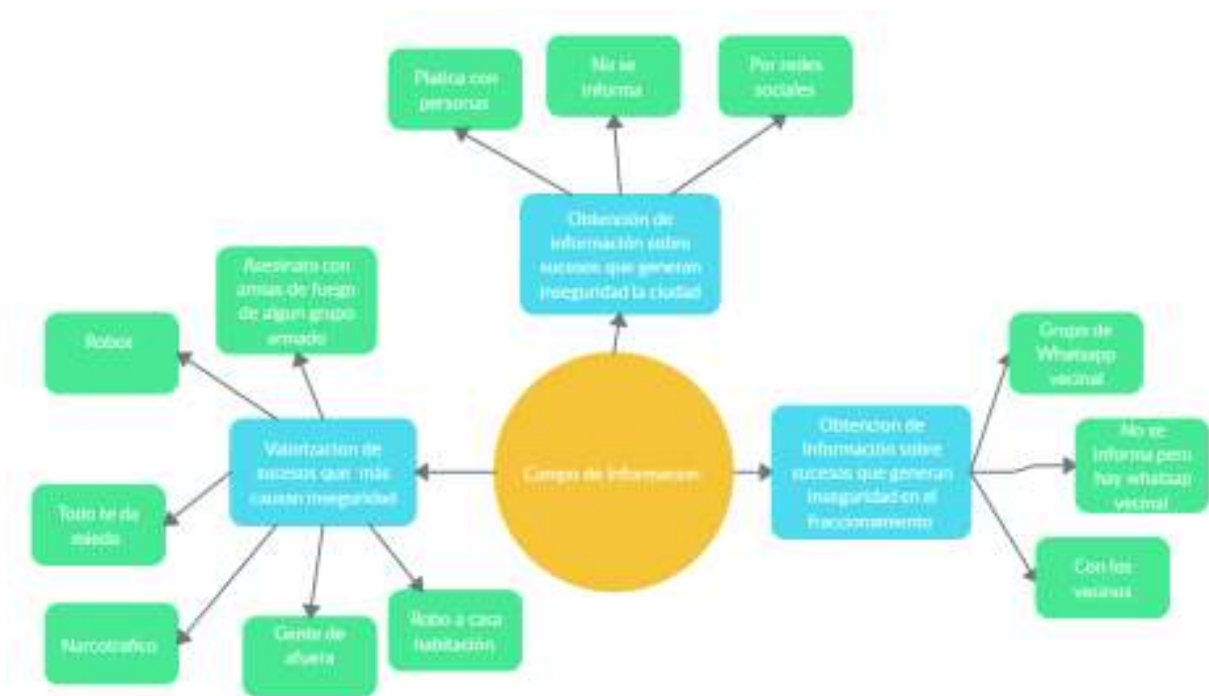 Platica con
personas
No se
informa
Por redes
sociales
Obtención de
información sobre
sucesos que generan
inseguridad la ciudad
Asesinato con
armas de fuego
de algun grupo
armado
Robos
Valorizacion de
sucesos que más
causan inseguridad
Todo te da
miedo
Narcotrafico
Gente de
afuera
Robo a casa
habitación
Campo de informacion
Obtencion de
información sobre
sucesos que generan
inseguridad en el
fraccionamiento
Grupo de
Whatsapp
vecinal
No se
informa pero
hay whatsap
vecinal
Con los
vecinos